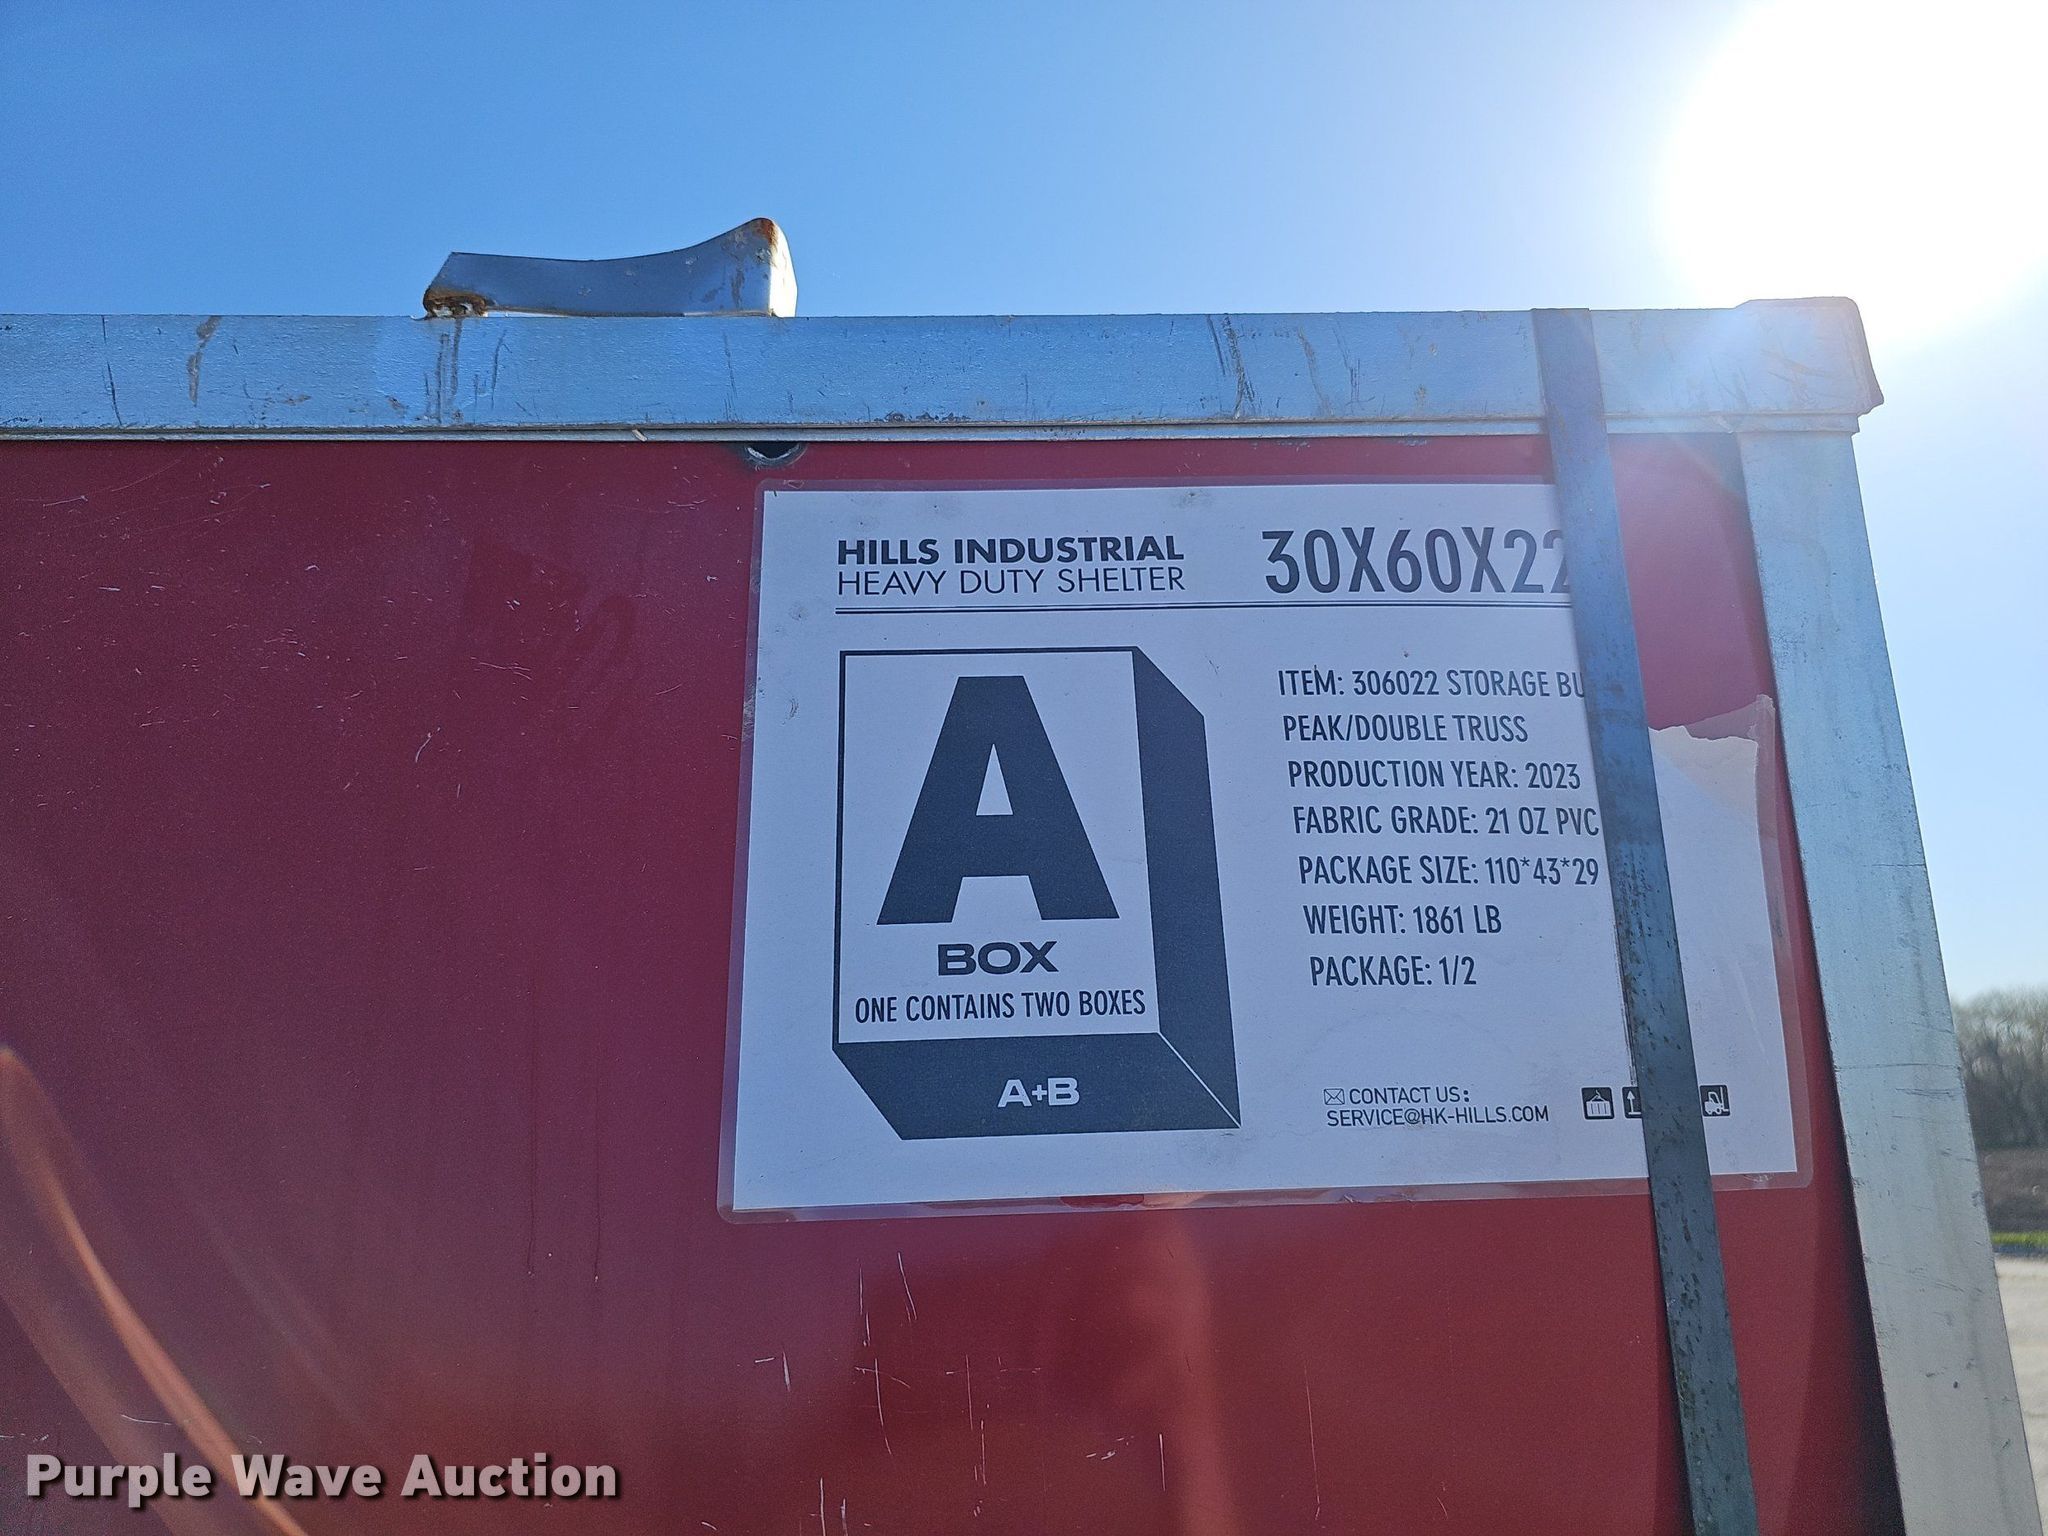 HILLS INDUSTRIAL
HEAVY DUTY SHELTER
30X60X22
A
BOX
ONE CONTAINS TWO BOXES
A+B
ITEM: 306022 STORAGE
PEAK/DOUBLE TRUSS
PRODUCTION YEAR: 2023
FABRIC GRADE: 21 OZ PVC
PACKAGE SIZE: 110*43*29
WEIGHT: 1861 LB
PACKAGE: 1/2
CONTACT US:
SERVICE@HK-HILLS.COM
Purple Wave Auction